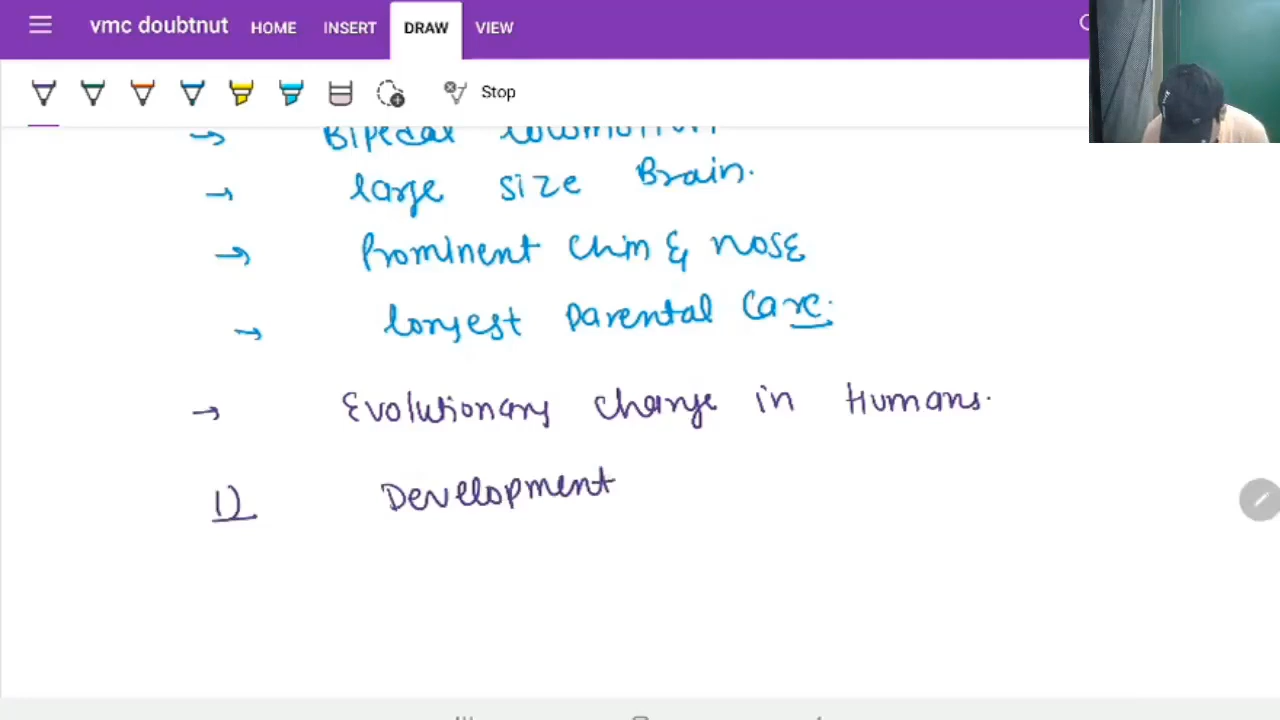 vmc doubtnut HOME INSERT DRAW VIEW
Stop
→ Bipedal locomotion
→ large size Brain.
→ Prominent chin & nose
→ longest parental care.
→ Evolutionary change in Humans.
1) Development